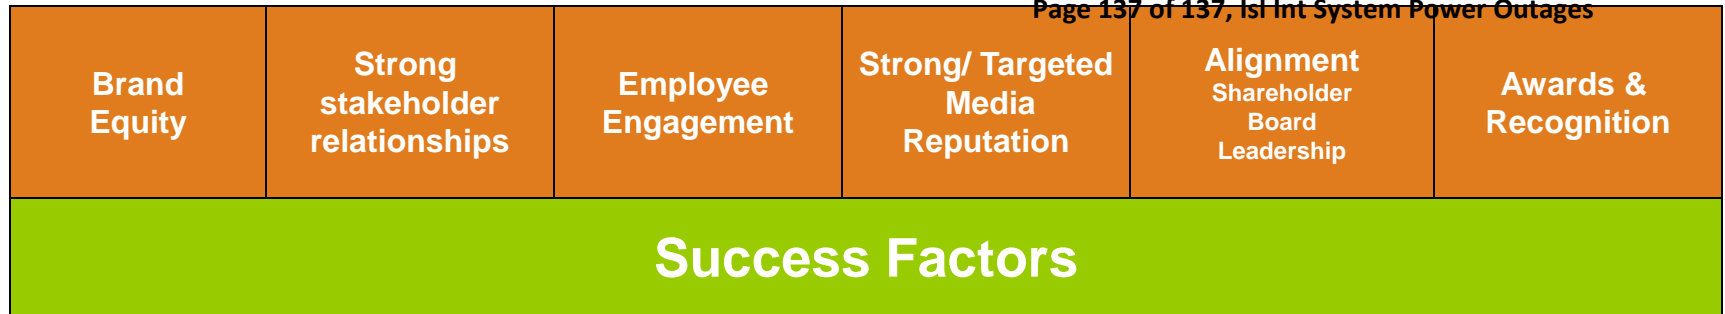 Page 137 of 137, Isl Int System Power Outages
Brand
Equity
Strong
stakeholder
relationships
Employee
Engagement
Strong/ Targeted
Media
Reputation
Alignment
Shareholder
Board
Leadership
Awards &
Recognition
Success Factors